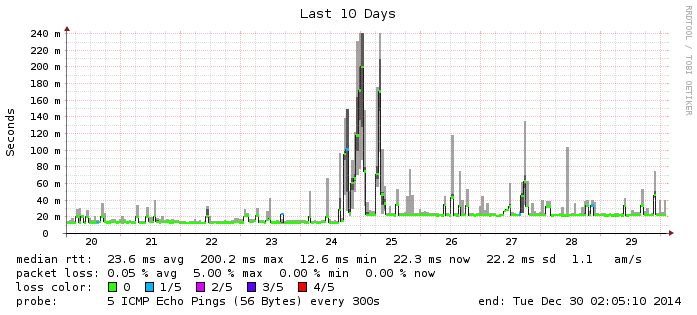 Last 10 Days
RRDTOOL / TOBI OETIKER
240 m
220 m
200 m
180 m
160 m
140 m
120 m
100 m
80 m
60 m
40 m
20 m
0
Seconds
20 21 22 23 24 25 26 27 28 29
median rtt: 23.6 ms avg 200.2 ms max 12.6 ms min 22.3 ms now 22.2 ms sd 1.1 am/s
packet loss: 0.05 % avg 5.00 % max 0.00 % min 0.00 % now
loss color: 0 1/5 2/5 3/5 4/5
probe: 5 ICMP Echo Pings (56 Bytes) every 300s end: Tue Dec 30 02:05:10 2014